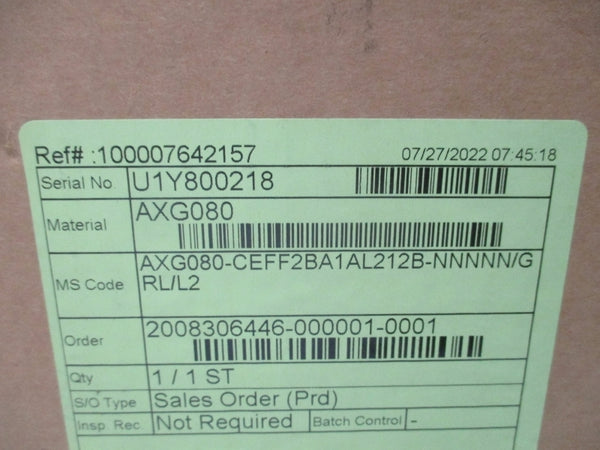 Ref# :100007642157 07/27/2022 07:45:18
Serial No. U1Y800218
Material AXG080
MS Code AXG080-CEFF2BA1AL212B-NNNNN/G
RL/L2
Order 2008306446-000001-0001
Qty 1 / 1 ST
S/O Type Sales Order (Prd)
Insp. Rec. Not Required Batch Control -